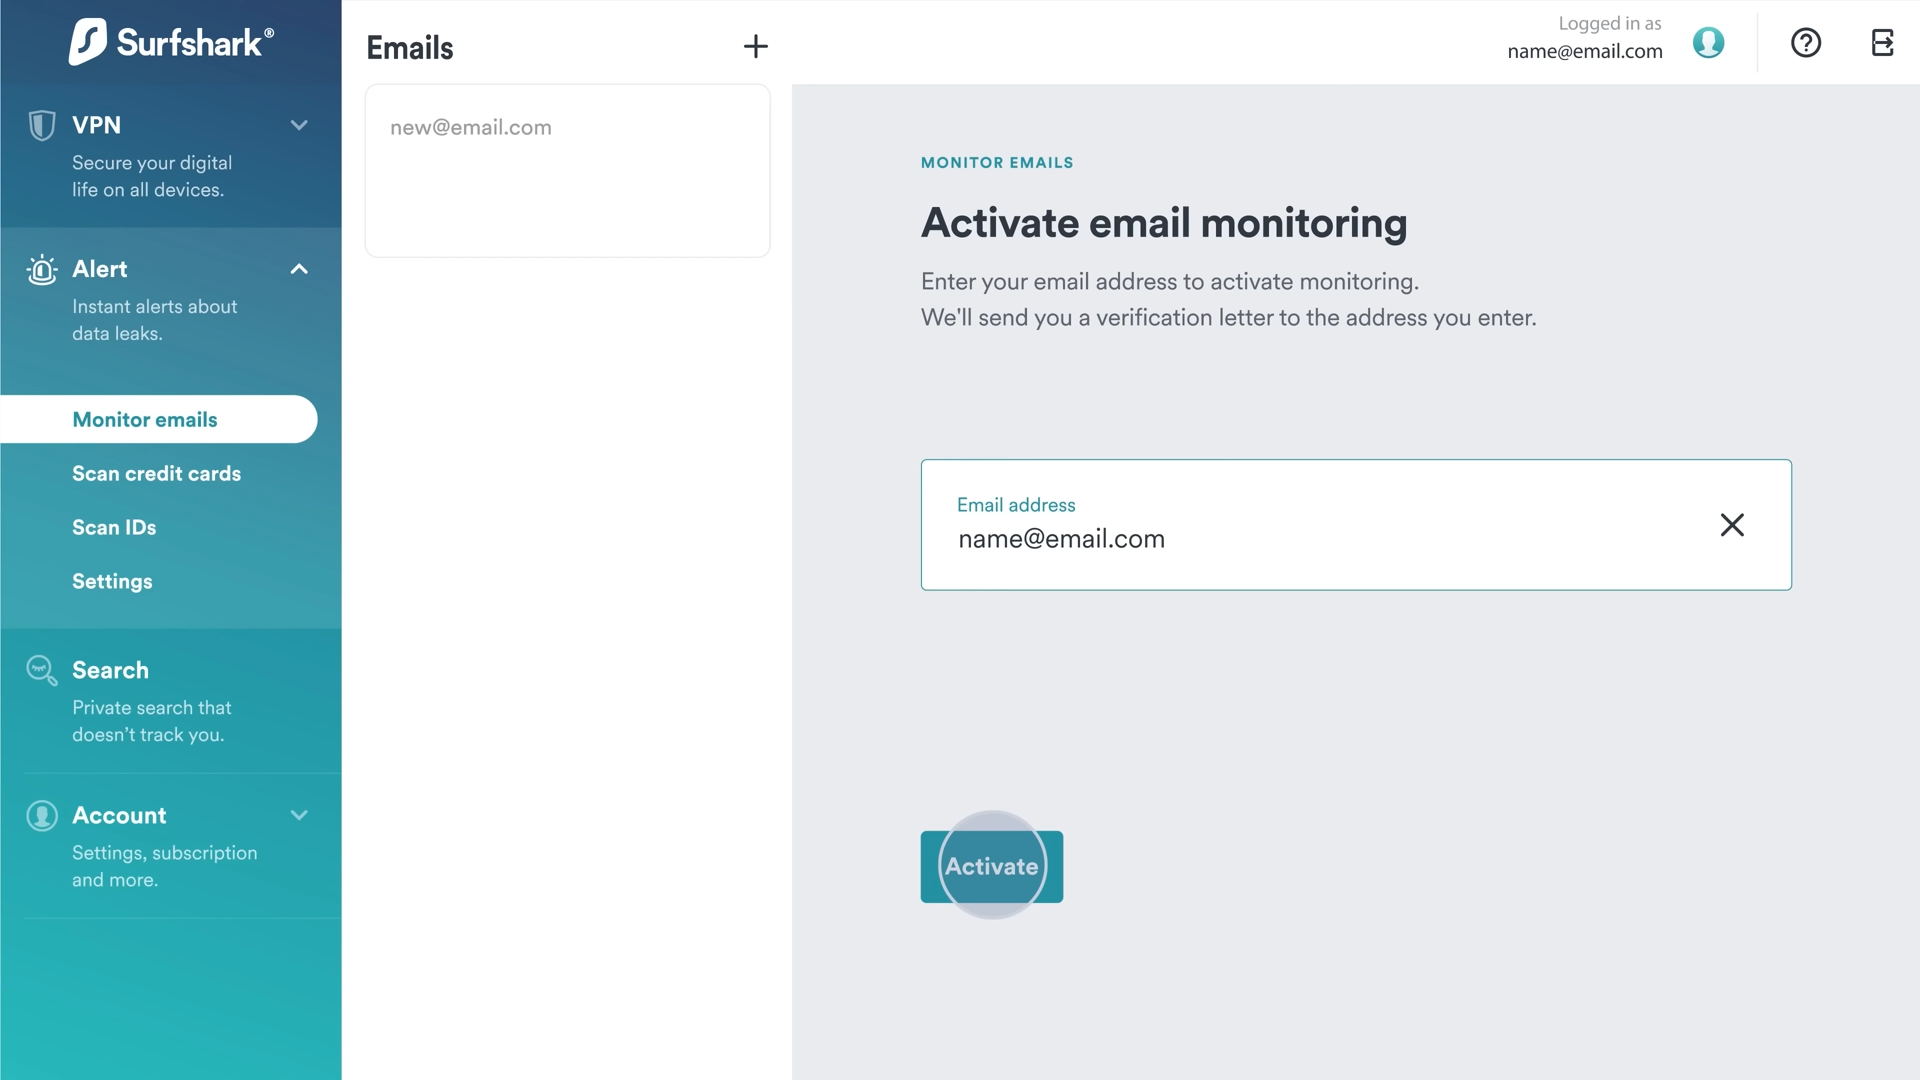 Surfshark®
VPN
Secure your digital
life on all devices.
Alert
Instant alerts about
data leaks.
Monitor emails
Scan credit cards
Scan IDs
Settings
Search
Private search that
doesn’t track you.
Account
Settings, subscription
and more.
Emails
new@email.com
Logged in as
name@email.com
MONITOR EMAILS
Activate email monitoring
Enter your email address to activate monitoring.
We'll send you a verification letter to the address you enter.
Email address
name@email.com
Activate